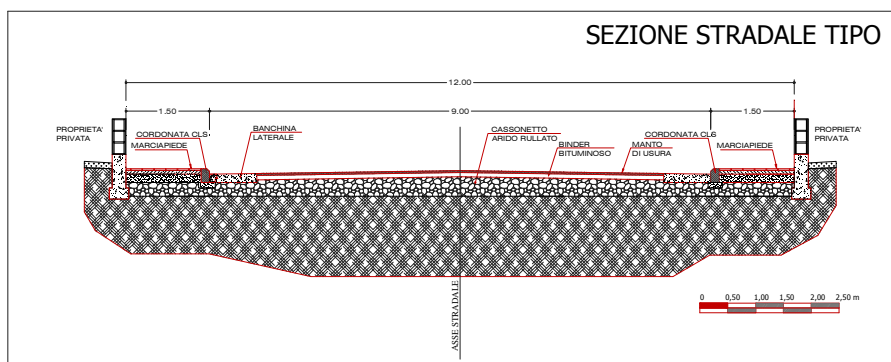 SEZIONE STRADALE TIPO
12.00
1.50
9.00
1.50
PROPRIETA'
PRIVATA
CORDONATA CLS
MARCIAPIEDE
BANCHINA
LATERALE
CASSONETTO
ARIDO RULLATO
BINDER
BITUMINOSO
MANTO
DI USURA
CORDONATA CLS
MARCIAPIEDE
PROPRIETA'
PRIVATA
ASSE STRADALE
0 0,50 1,00 1,50 2,00 2,50 m